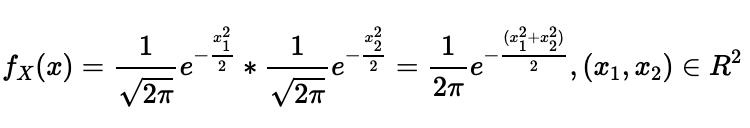 f_X(x) = \frac{1}{\sqrt{2\pi}} e^{-\frac{x_1^2}{2}} * \frac{1}{\sqrt{2\pi}} e^{-\frac{x_2^2}{2}} = \frac{1}{2\pi} e^{-\frac{(x_1^2+x_2^2)}{2}}, (x_1, x_2) \in R^2